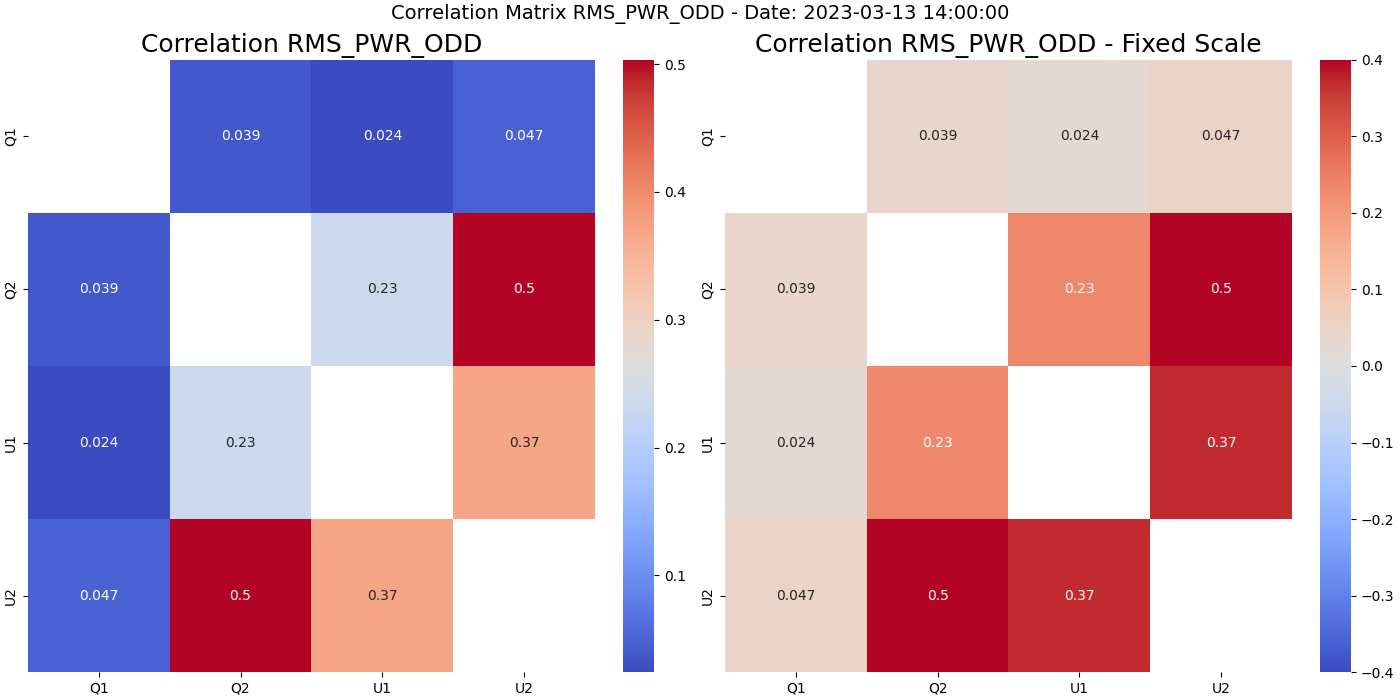 Correlation Matrix RMS_PWR_ODD - Date: 2023-03-13 14:00:00
Correlation RMS_PWR_ODD
Q1
0.039
0.024
0.047
Q2
0.039
0.23
0.5
U1
0.024
0.23
0.37
U2
0.047
0.5
0.37
Q1
Q2
U1
U2
0.5
0.4
0.3
0.2
0.1
Correlation RMS_PWR_ODD - Fixed Scale
Q1
0.039
0.024
0.047
Q2
0.039
0.23
0.5
U1
0.024
0.23
0.37
U2
0.047
0.5
0.37
Q1
Q2
U1
U2
0.4
0.3
0.2
0.1
0.0
−0.1
−0.2
−0.3
−0.4